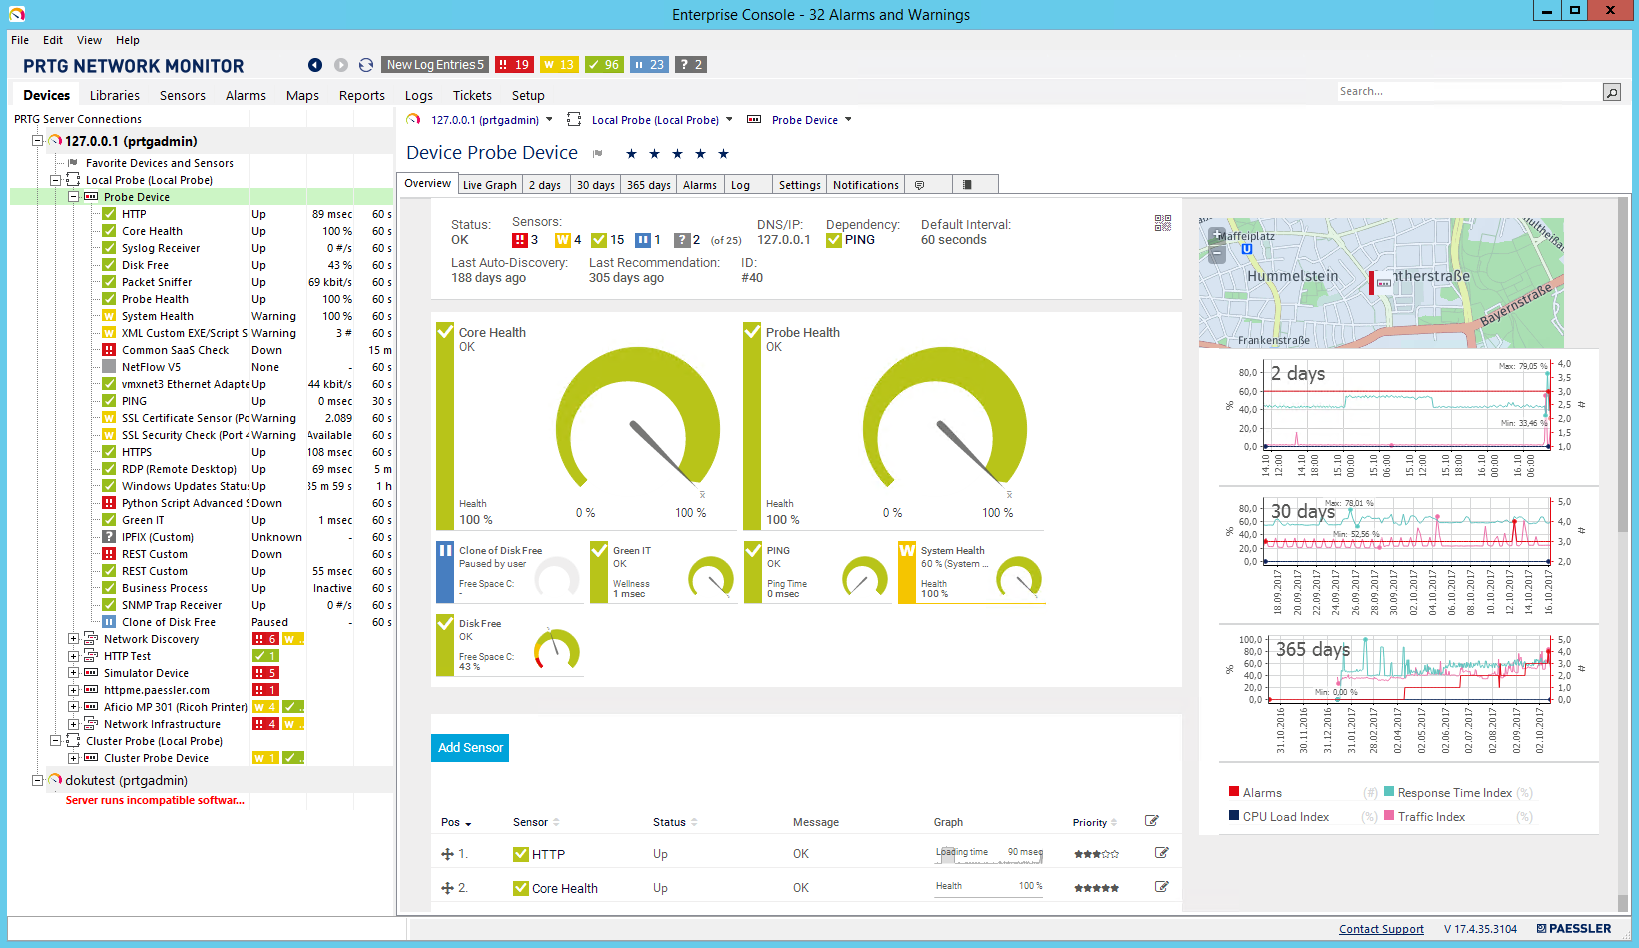 Enterprise Console - 32 Alarms and Warnings
File Edit View Help
PRTG NETWORK MONITOR New Log Entries 5 !! 19 W 13 96 II 23 ? 2
Devices Libraries Sensors Alarms Maps Reports Logs Tickets Setup Search...
PRTG Server Connections
127.0.0.1 (prtgadmin)
Favorite Devices and Sensors
Local Probe (Local Probe)
Probe Device
HTTP Up 89 msec 60 s
Core Health Up 100 % 60 s
Syslog Receiver Up 0 #/s 60 s
Disk Free Up 43 % 60 s
Packet Sniffer Up 69 kbit/s 60 s
Probe Health Up 100 % 60 s
System Health Warning 100 % 60 s
XML Custom EXE/Script S Warning 3 # 60 s
Common SaaS Check Down 15 m
NetFlow V5 None - 60 s
vmxnet3 Ethernet Adapte Up 44 kbit/s 60 s
PING Up 0 msec 30 s
SSL Certificate Sensor (Po Warning 2.089 60 s
SSL Security Check (Port 4 Warning Available 60 s
HTTPS Up 108 msec 60 s
RDP (Remote Desktop) Up 69 msec 5 m
Windows Updates Statu Up 35 m 59 s 1 h
Python Script Advanced S Down 60 s
Green IT Up 1 msec 60 s
IPFIX (Custom) Unknown - 60 s
REST Custom Down 60 s
REST Custom Up 55 msec 60 s
Business Process Up Inactive 60 s
SNMP Trap Receiver Up 0 #/s 60 s
Clone of Disk Free Paused - 60 s
Network Discovery !! 6 W ..
HTTP Test 1
Simulator Device !! 5
httpme.paessler.com !! 1
Aficio MP 301 (Ricoh Printer) W 4 ..
Network Infrastructure !! 4 W ..
Cluster Probe (Local Probe)
Cluster Probe Device W 1 ..
dokutest (prtgadmin)
Server runs incompatible softwar...
127.0.0.1 (prtgadmin) Local Probe (Local Probe) Probe Device
Device Probe Device
Overview Live Graph 2 days 30 days 365 days Alarms Log Settings Notifications
Status: Sensors: DNS/IP: Dependency: Default Interval:
OK !! 3 W 4 15 II 1 ? 2 (of 25) 127.0.0.1 PING 60 seconds
Last Auto-Discovery: Last Recommendation: ID:
188 days ago 305 days ago #40
Core Health
OK
Health
100 %
0 % 100 %
Probe Health
OK
Health
100 %
0 % 100 %
Clone of Disk Free
Paused by user
Free Space C:
-
Green IT
OK
Wellness
1 msec
PING
OK
Ping Time
0 msec
W System Health
60 % (System ...
Health
100 %
Disk Free
OK
Free Space C:
43 %
Add Sensor
Pos Sensor Status Message Graph Priority
1. HTTP Up OK Loading time 90 msec
2. Core Health Up OK Health 100 %
Maffeiplatz
U
Hummelstein
ntherstraße
Bayernstraße
Frankenstraße
2 days
Max: 79,05 %
Min: 33,46 %
%
80,0 60,0 40,0 20,0 0,0
4,0 3,5 3,0 2,5 2,0 1,5 1,0
#
14.10 12:00 14.10 18:00 15.10 00:00 15.10 06:00 15.10 12:00 15.10 18:00 16.10 00:00 16.10 06:00
30 days
Max: 78,01 %
Min: 52,56 %
%
80,0 60,0 40,0 20,0 0,0
5,0 4,0 3,0 2,0
#
18.09.2017 20.09.2017 22.09.2017 24.09.2017 26.09.2017 28.09.2017 30.09.2017 02.10.2017 04.10.2017 06.10.2017 08.10.2017 10.10.2017 12.10.2017 14.10.2017 16.10.2017
365 days
Min: 0,00 %
%
100,0 80,0 60,0 40,0 20,0 0,0
5,0 4,0 3,0 2,0 1,0 0,0
#
31.10.2016 30.11.2016 31.12.2016 31.01.2017 28.02.2017 02.04.2017 02.05.2017 02.06.2017 02.07.2017 02.08.2017 02.09.2017 02.10.2017
Alarms (#) Response Time Index (%)
CPU Load Index (%) Traffic Index (%)
Contact Support V 17.4.35.3104 PAESSLER